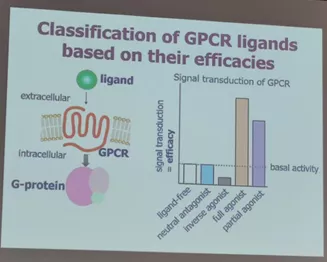 Classification of GPCR ligands
based on their efficacies
ligand
extracellular
GPCR
intracellular
G-protein
Signal transduction of GPCR
signal transduction
= efficacy
basal activity
ligand-free
neutral antagonist
inverse agonist
full agonist
partial agonist